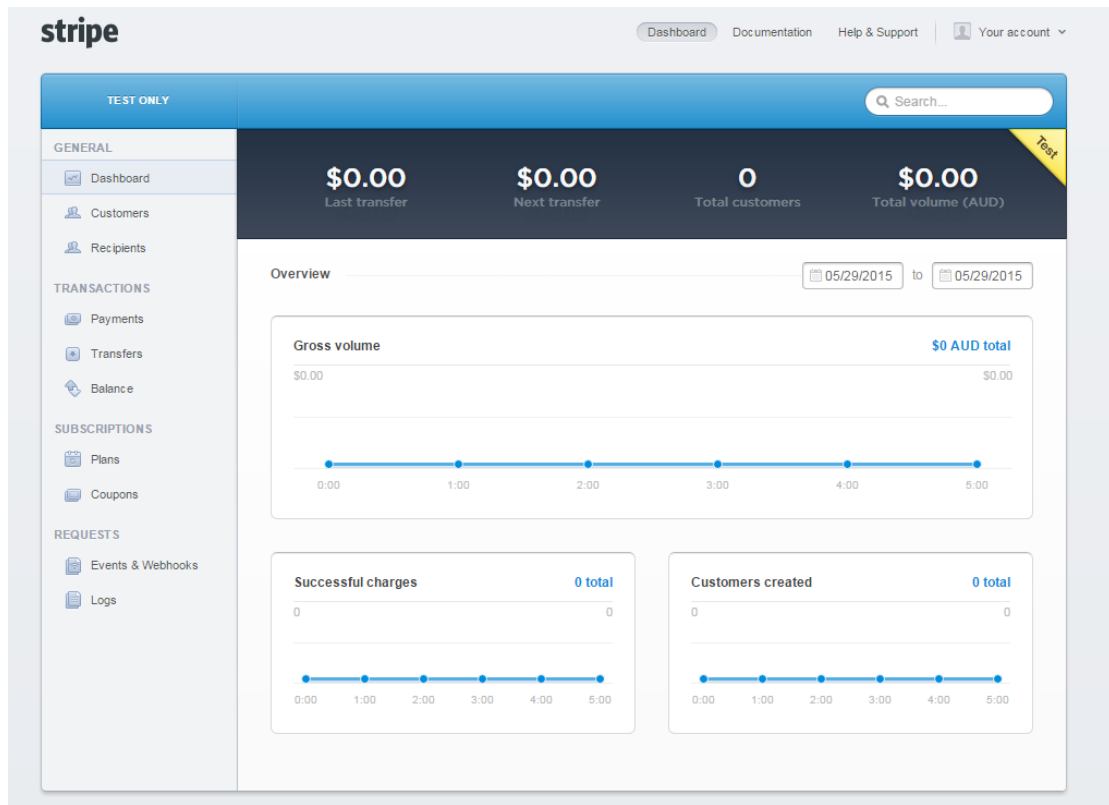 stripe
Dashboard Documentation Help & Support Your account
TEST ONLY
Search...
GENERAL
Dashboard
Customers
Recipients
TRANSACTIONS
Payments
Transfers
Balance
SUBSCRIPTIONS
Plans
Coupons
REQUESTS
Events & Webhooks
Logs
Test
$0.00 $0.00 0 $0.00
Last transfer Next transfer Total customers Total volume (AUD)
Overview 05/29/2015 to 05/29/2015
Gross volume $0 AUD total
$0.00 $0.00
0:00 1:00 2:00 3:00 4:00 5:00
Successful charges 0 total
0 0
0:00 1:00 2:00 3:00 4:00 5:00
Customers created 0 total
0 0
0:00 1:00 2:00 3:00 4:00 5:00